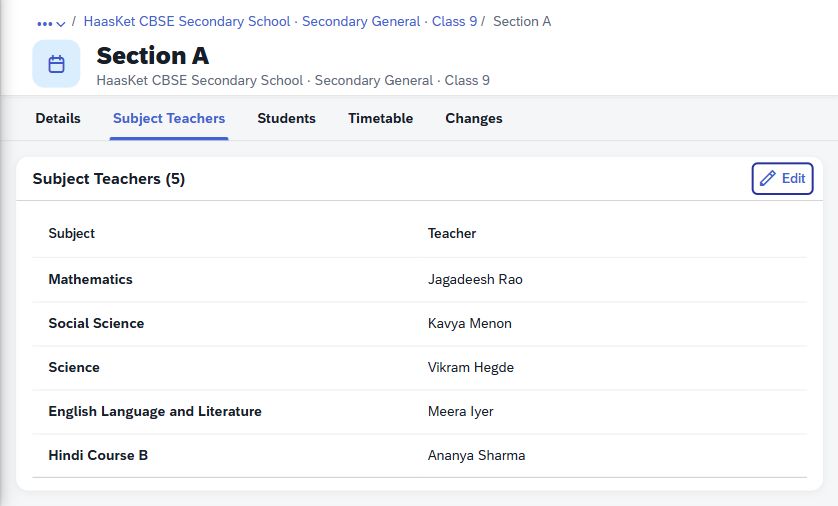 ••• / HaasKet CBSE Secondary School · Secondary General · Class 9 / Section A
Section A
HaasKet CBSE Secondary School · Secondary General · Class 9
Details Subject Teachers Students Timetable Changes
Subject Teachers (5) Edit
Subject Teacher
Mathematics Jagadeesh Rao
Social Science Kavya Menon
Science Vikram Hegde
English Language and Literature Meera Iyer
Hindi Course B Ananya Sharma